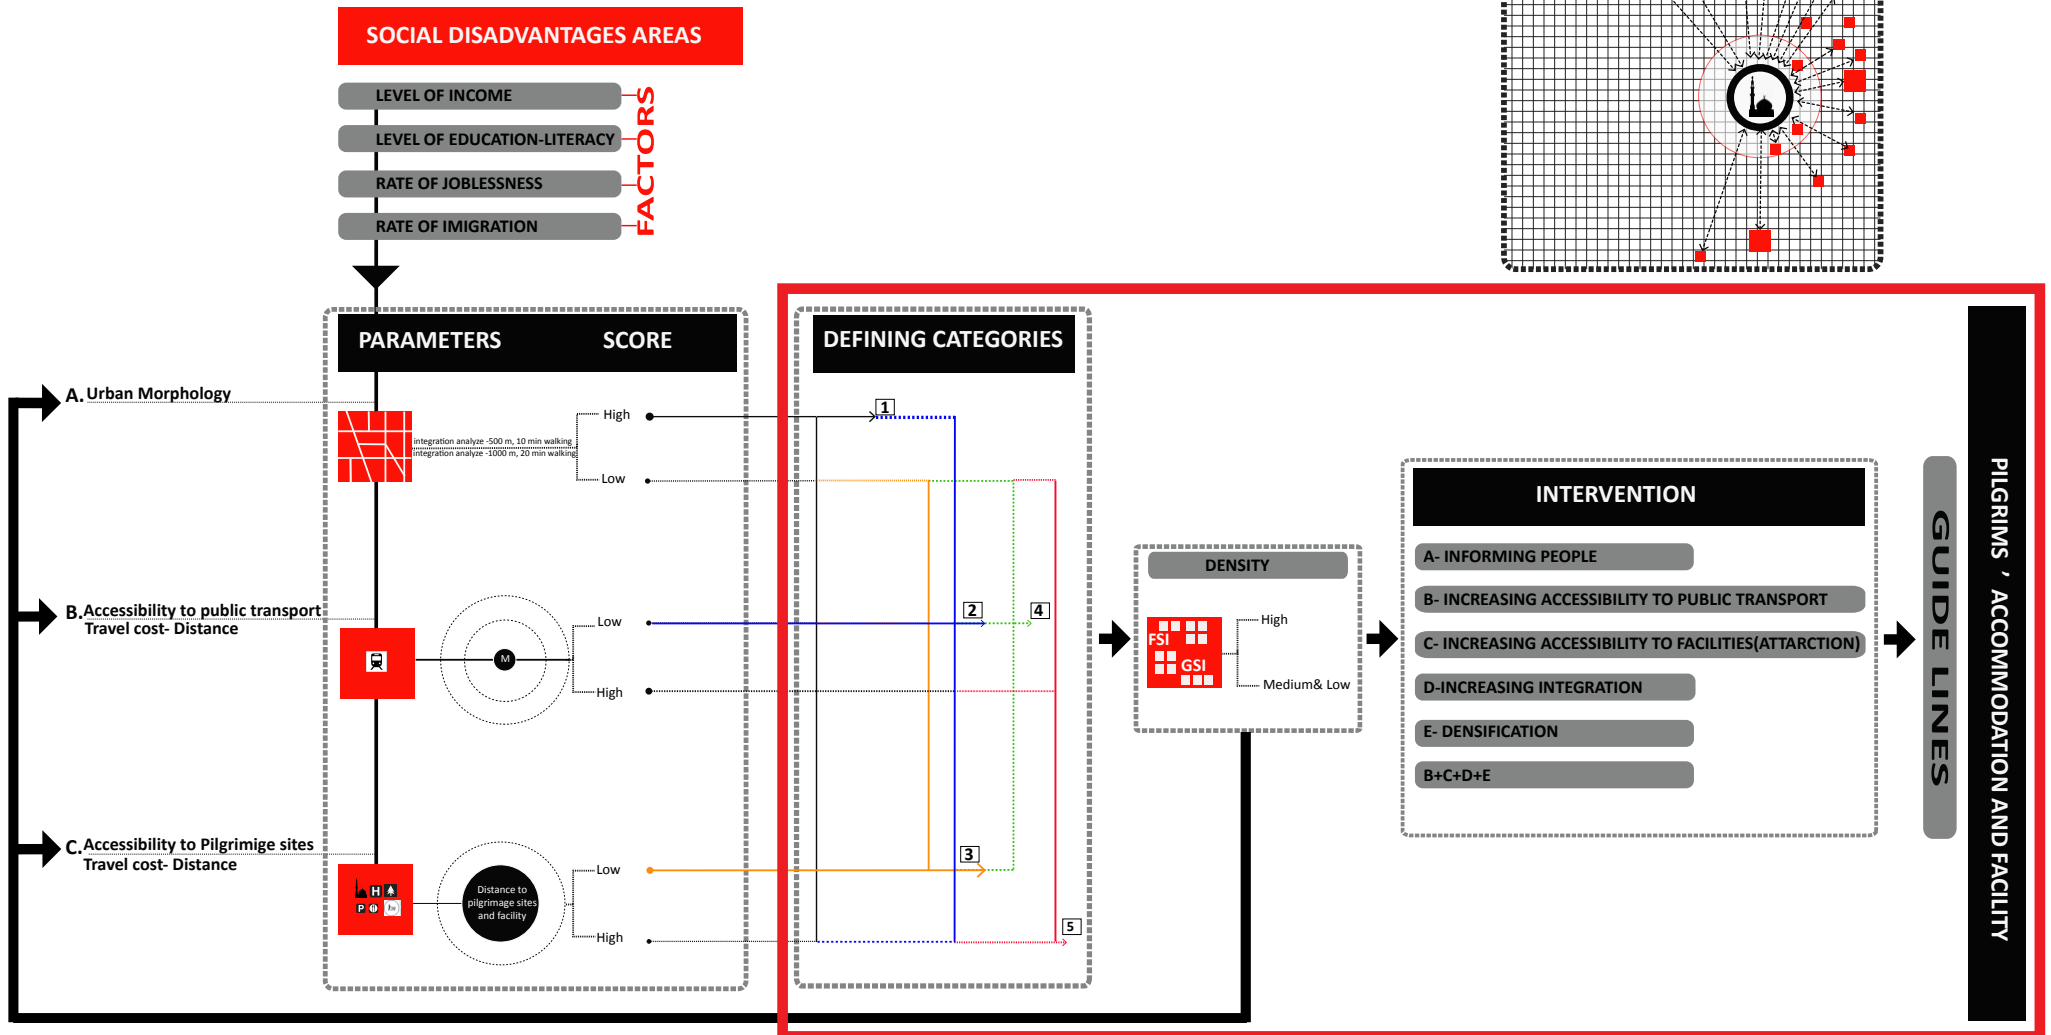 SOCIAL DISADVANTAGES AREAS
LEVEL OF INCOME
LEVEL OF EDUCATION-LITERACY
RATE OF JOBLESSNESS
RATE OF IMIGRATION
FACTORS
PARAMETERS
SCORE
DEFINING CATEGORIES
A. Urban Morphology
integration analyze -500 m, 10 min walking
integration analyze -1000 m, 20 min walking
High
Low
1
B. Accessibility to public transport
Travel cost- Distance
M
Low
High
2
4
C. Accessibility to Pilgrimige sites
Travel cost- Distance
H
P
Distance to
pilgrimage sites
and facility
Low
High
3
5
DENSITY
FSI
GSI
High
Medium& Low
INTERVENTION
A- INFORMING PEOPLE
B- INCREASING ACCESSIBILITY TO PUBLIC TRANSPORT
C- INCREASING ACCESSIBILITY TO FACILITIES(ATTARCTION)
D-INCREASING INTEGRATION
E- DENSIFICATION
B+C+D+E
GUIDE LINES
PILGRIMS ' ACCOMMODATION AND FACILITY